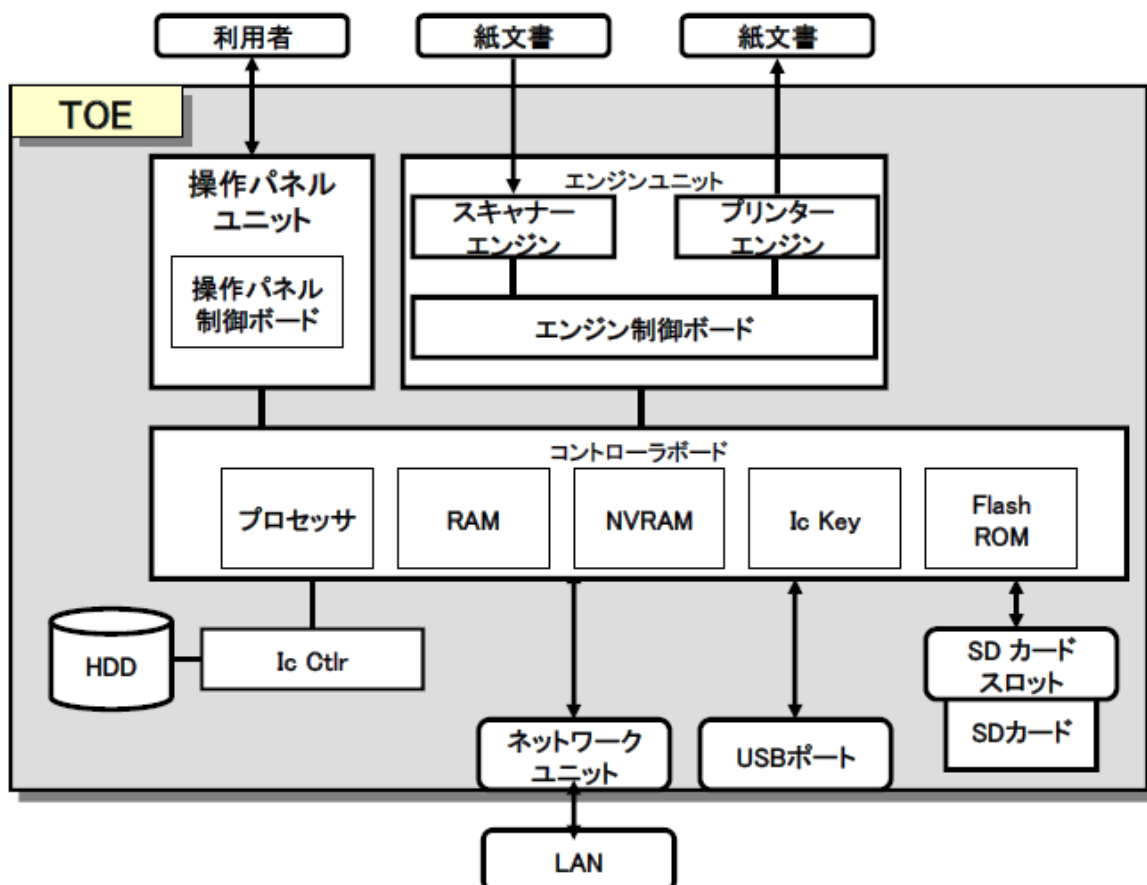 利用者
紙文書
紙文書
TOE
操作パネル
ユニット
操作パネル
制御ボード
エンジンユニット
スキャナー
エンジン
プリンター
エンジン
エンジン制御ボード
コントローラボード
プロセッサ
RAM
NVRAM
Ic Key
Flash
ROM
HDD
Ic Ctlr
ネットワーク
ユニット
USBポート
SD カード
スロット
SDカード
LAN